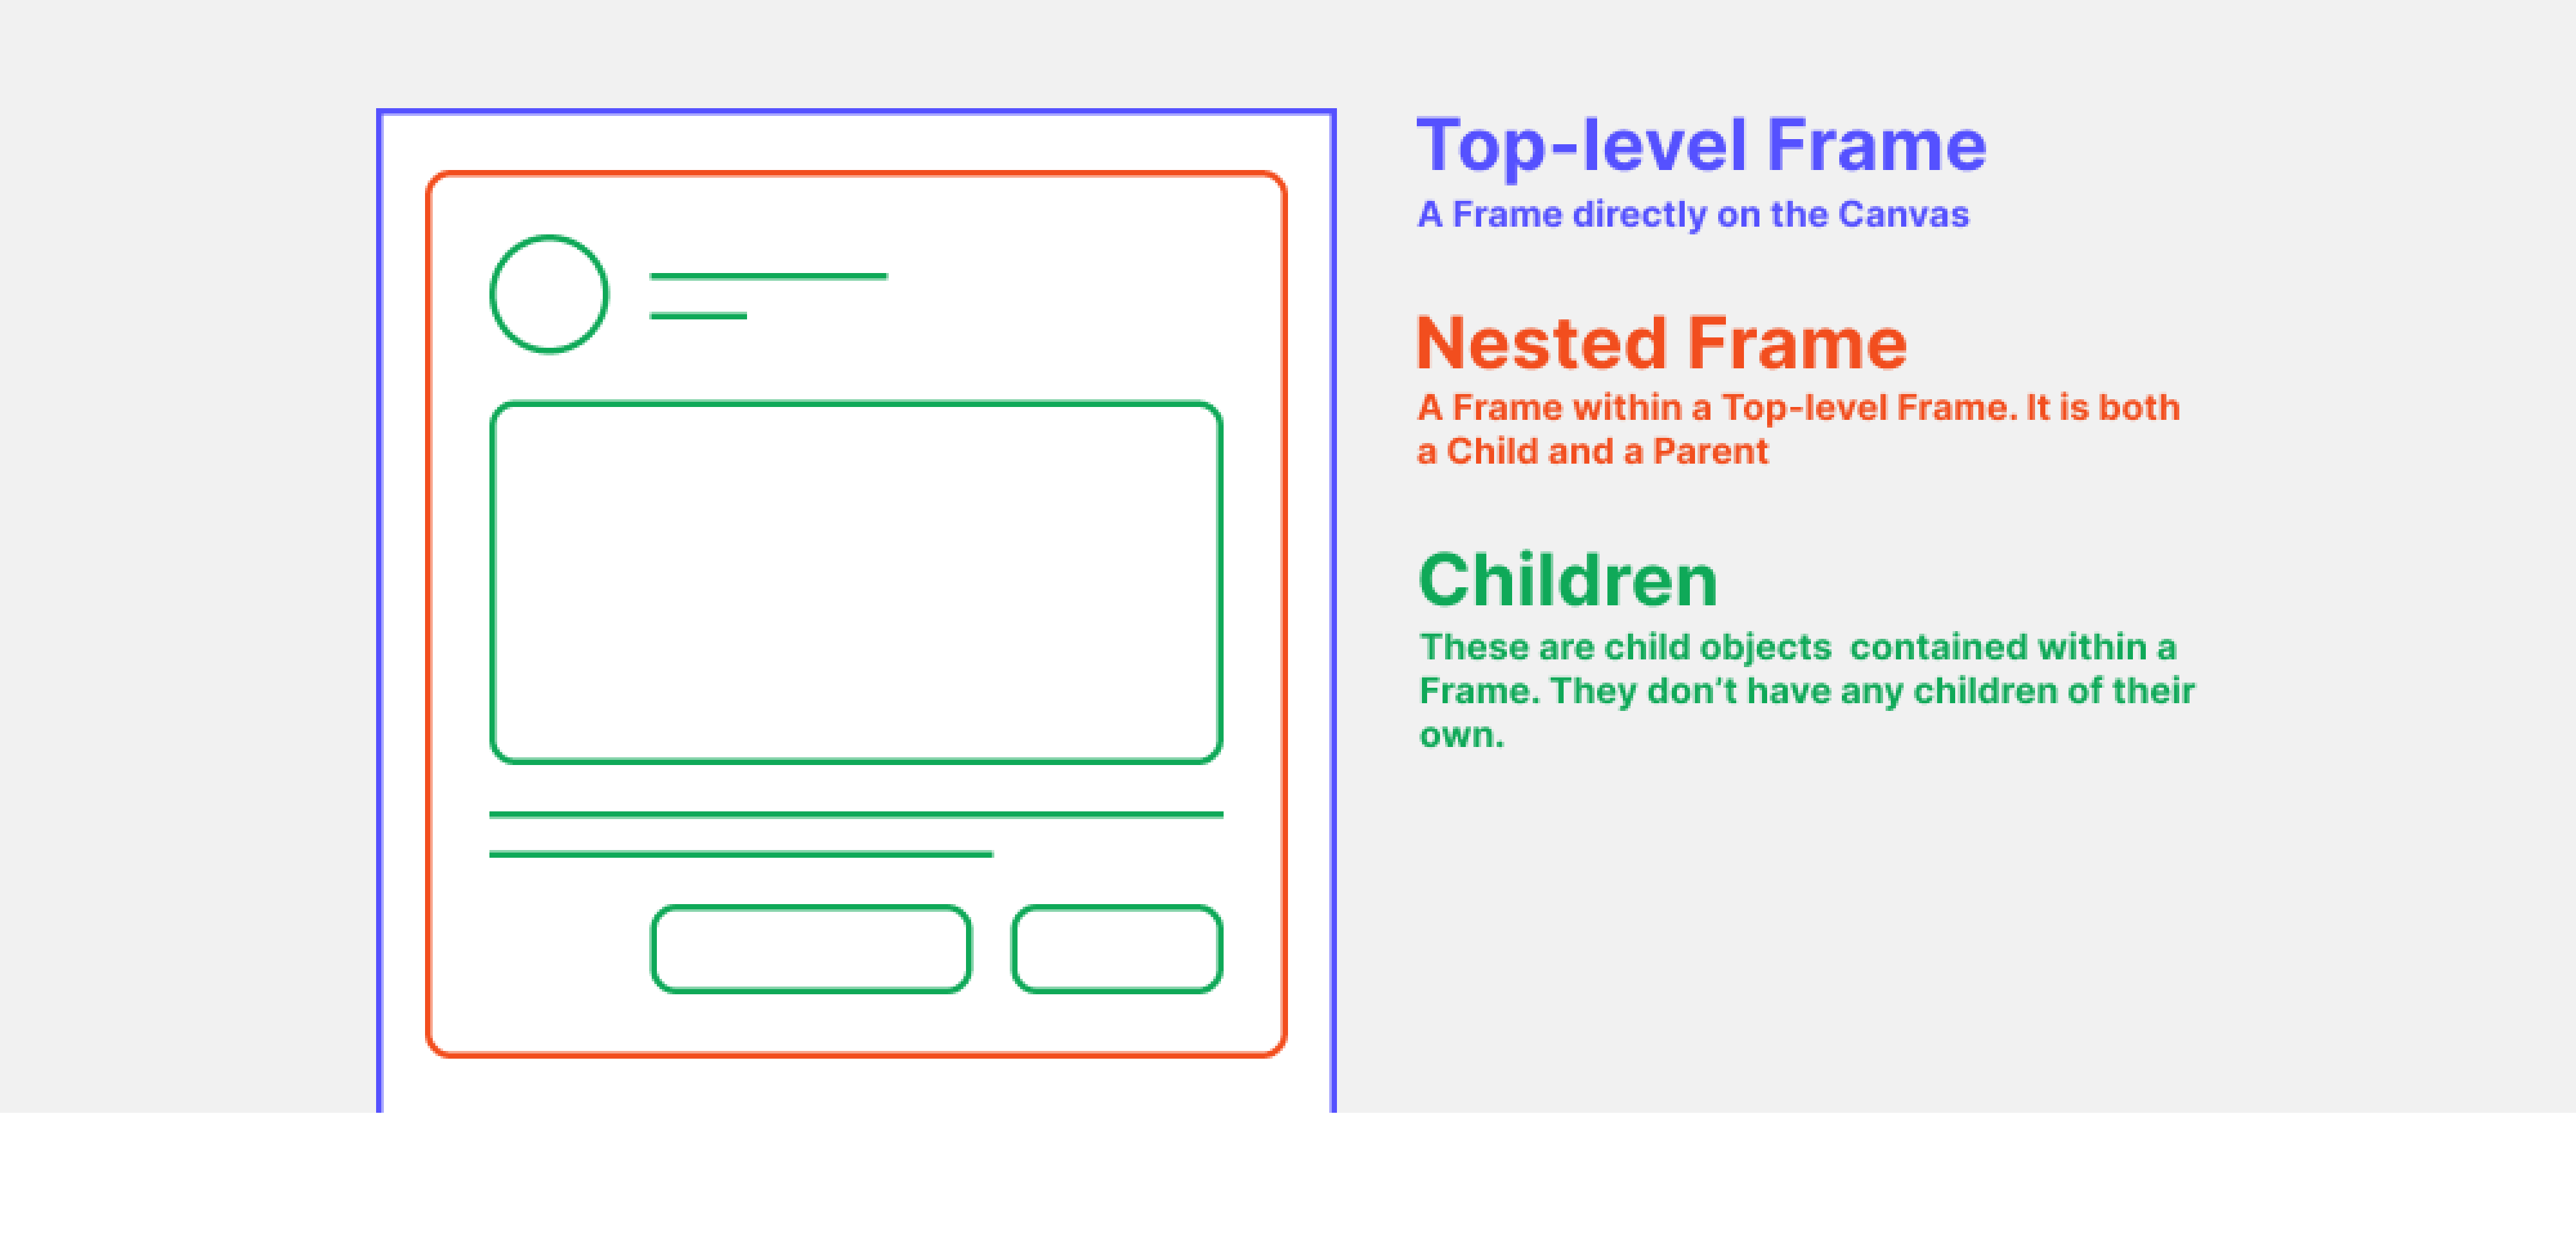 Top-level Frame
A Frame directly on the Canvas
Nested Frame
A Frame within a Top-level Frame. It is both
a Child and a Parent
Children
These are child objects  contained within a
Frame. They don't have any children of their
own.